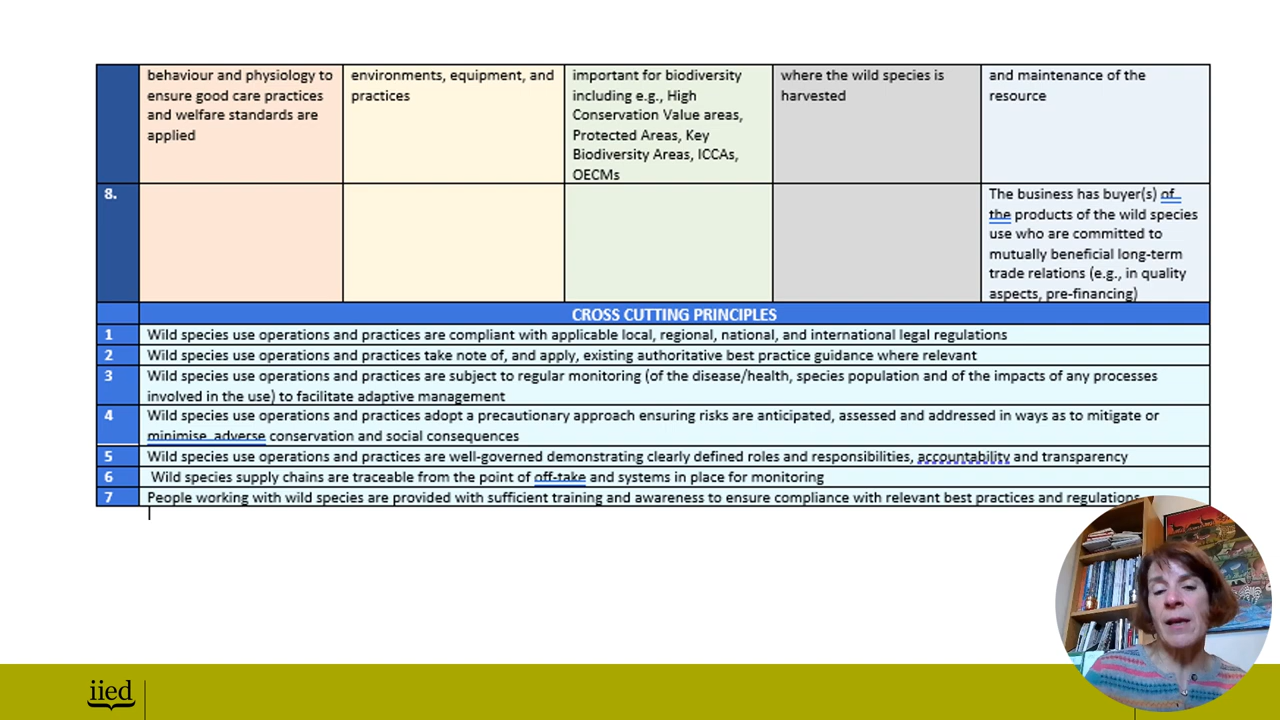 behaviour and physiology to
ensure good care practices
and welfare standards are
applied
environments, equipment, and
practices
important for biodiversity
including e.g., High
Conservation Value areas,
Protected Areas, Key
Biodiversity Areas, ICCAs,
OECMs
where the wild species is
harvested
and maintenance of the
resource
8.
The business has buyer(s) of
the products of the wild species
use who are committed to
mutually beneficial long-term
trade relations (e.g., in quality
aspects, pre-financing)
CROSS CUTTING PRINCIPLES
1 Wild species use operations and practices are compliant with applicable local, regional, national, and international legal regulations
2 Wild species use operations and practices take note of, and apply, existing authoritative best practice guidance where relevant
3 Wild species use operations and practices are subject to regular monitoring (of the disease/health, species population and of the impacts of any processes
involved in the use) to facilitate adaptive management
4 Wild species use operations and practices adopt a precautionary approach ensuring risks are anticipated, assessed and addressed in ways as to mitigate or
minimise adverse conservation and social consequences
5 Wild species use operations and practices are well-governed demonstrating clearly defined roles and responsibilities, accountability and transparency
6 Wild species supply chains are traceable from the point of off-take and systems in place for monitoring
7 People working with wild species are provided with sufficient training and awareness to ensure compliance with relevant best practices and regulations
iied